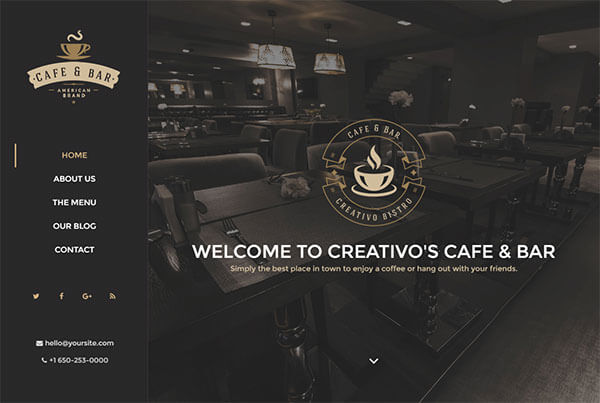 CAFE & BAR
AMERICAN
BRAND
HOME
ABOUT US
THE MENU
OUR BLOG
CONTACT
hello@yoursite.com
+1 650-253-0000
CAFE & BAR
CREATIVO BISTRO
WELCOME TO CREATIVO'S CAFE & BAR
Simply the best place in town to enjoy a coffee or hang out with your friends.